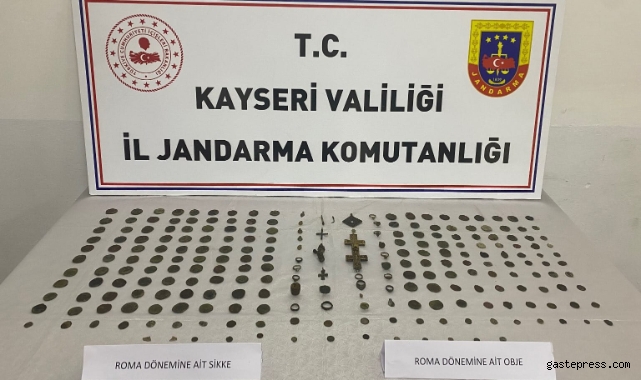 T.C.
KAYSERİ VALİLİĞİ
İL JANDARMA KOMUTANLIĞI
JANDARMA
ROMA DÖNEMİNE AİT SİKKE
ROMA DÖNEMİNE AİT OBJE
gastepress.com